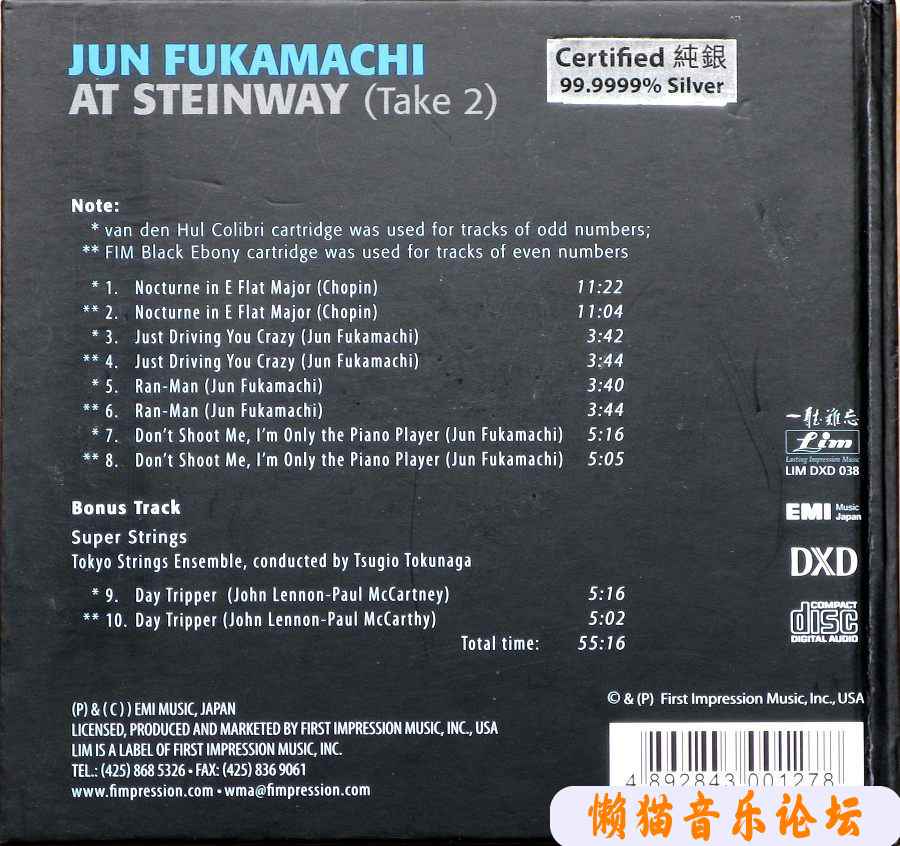 JUN FUKAMACHI
AT STEINWAY (Take 2)
Certified 純銀
99.9999% Silver
Note:
* van den Hul Colibri cartridge was used for tracks of odd numbers;
** FIM Black Ebony cartridge was used for tracks of even numbers
* 1. Nocturne in E Flat Major (Chopin) 11:22
** 2. Nocturne in E Flat Major (Chopin) 11:04
* 3. Just Driving You Crazy (Jun Fukamachi) 3:42
** 4. Just Driving You Crazy (Jun Fukamachi) 3:44
* 5. Ran-Man (Jun Fukamachi) 3:40
** 6. Ran-Man (Jun Fukamachi) 3:44
* 7. Don't Shoot Me, I'm Only the Piano Player (Jun Fukamachi) 5:16
** 8. Don't Shoot Me, I'm Only the Piano Player (Jun Fukamachi) 5:05
Bonus Track
Super Strings
Tokyo Strings Ensemble, conducted by Tsugio Tokunaga
* 9. Day Tripper (John Lennon-Paul McCartney) 5:16
** 10. Day Tripper (John Lennon-Paul McCarthy) 5:02
Total time: 55:16
一聽難忘
Lim
Lasting Impression Music
LIM DXD 038
EMI Music Japan
DXD
COMPACT
disc
DIGITAL AUDIO
(P) & ( C ) ) EMI MUSIC, JAPAN
LICENSED, PRODUCED AND MARKETED BY FIRST IMPRESSION MUSIC, INC., USA
LIM IS A LABEL OF FIRST IMPRESSION MUSIC, INC.
TEL.: (425) 868 5326 • FAX: (425) 836 9061
www.fimpression.com • wma@fimpression.com
© & (P) First Impression Music, Inc., USA
4 892843 001278
懒猫音乐论坛